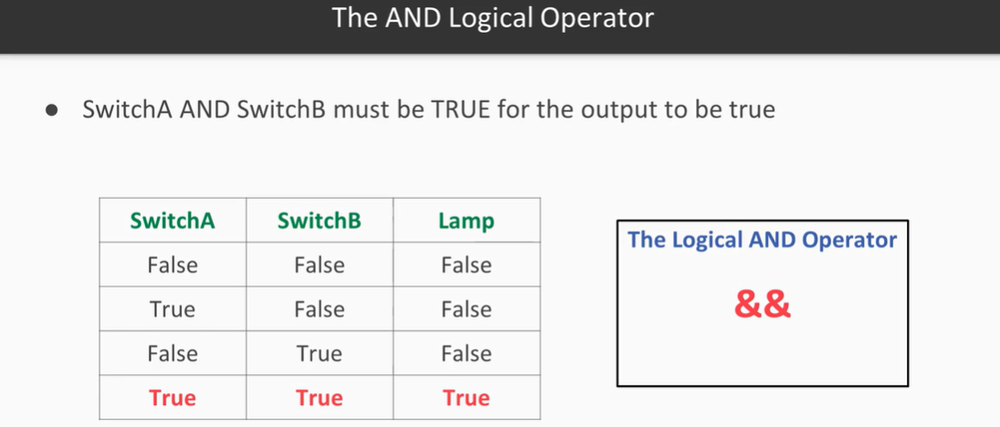 The AND Logical Operator
● SwitchA AND SwitchB must be TRUE for the output to be true
SwitchA SwitchB Lamp
False False False
True False False
False True False
True True True
The Logical AND Operator
&&